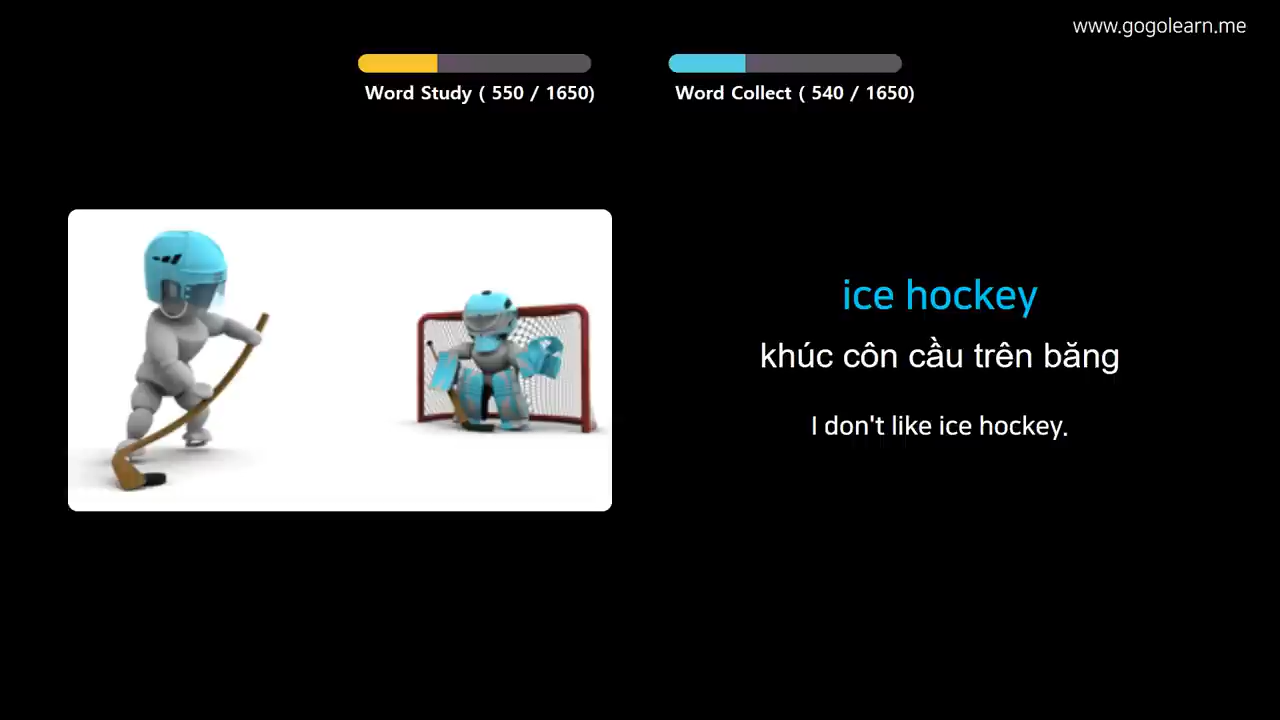 www.gogolearn.me
Word Study ( 550 / 1650)
Word Collect ( 540 / 1650)
ice hockey
khúc côn cầu trên băng
I don't like ice hockey.